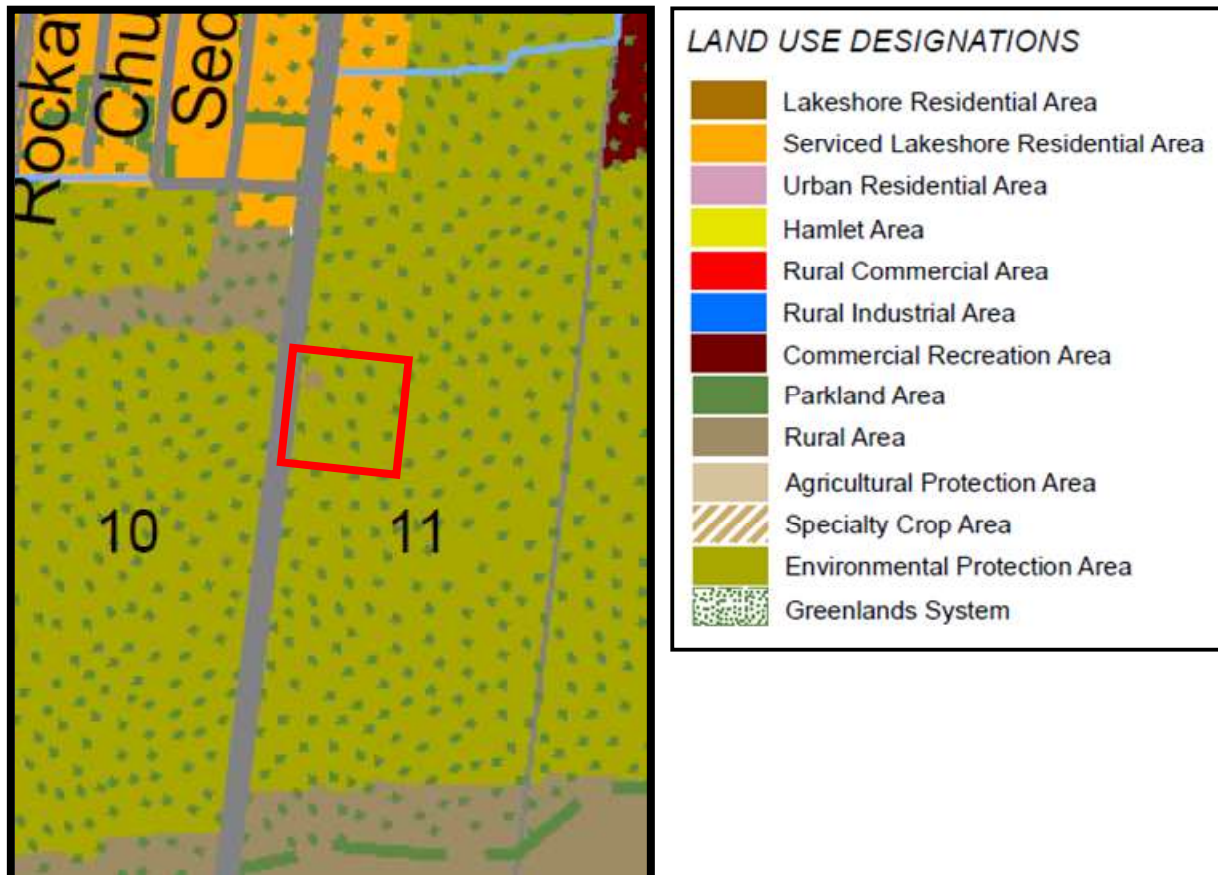 Rocka
Chu
Sed
10
11
LAND USE DESIGNATIONS
Lakeshore Residential Area
Serviced Lakeshore Residential Area
Urban Residential Area
Hamlet Area
Rural Commercial Area
Rural Industrial Area
Commercial Recreation Area
Parkland Area
Rural Area
Agricultural Protection Area
Specialty Crop Area
Environmental Protection Area
Greenlands System